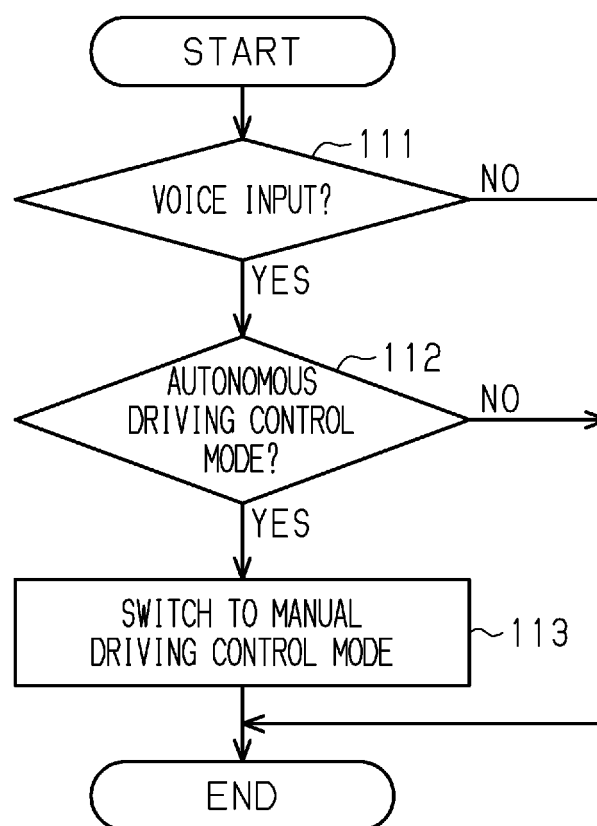 START
111
VOICE INPUT?
NO
YES
112
AUTONOMOUS
DRIVING CONTROL
MODE?
NO
YES
SWITCH TO MANUAL
DRIVING CONTROL MODE
113
END